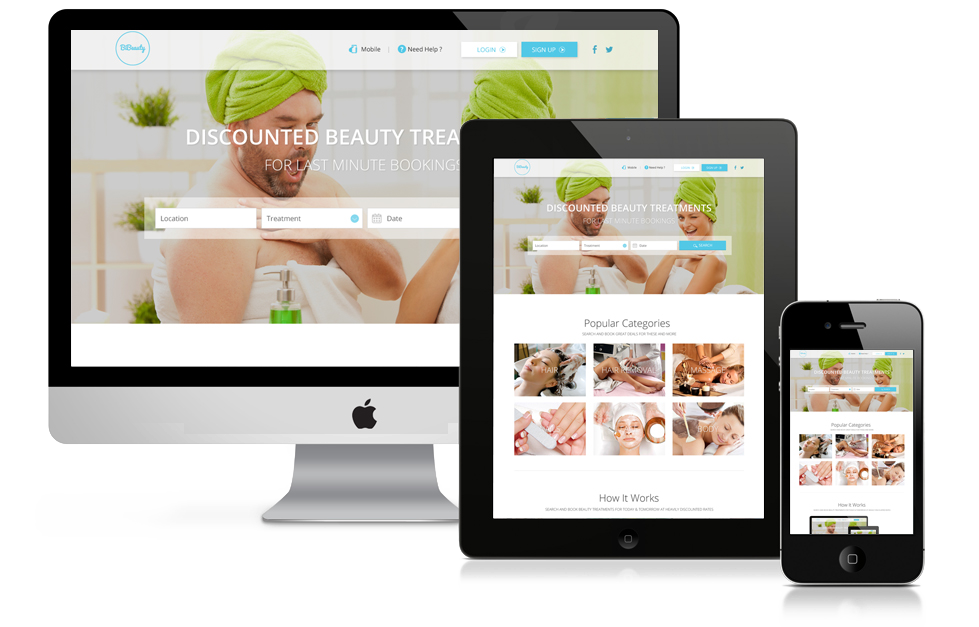 BiBeauty
Mobile
Need Help ?
LOGIN
SIGN UP
DISCOUNTED BEAUTY TREA
FOR LAST MINUTE BOOKINGS
Location
Treatment
Date
BiBeauty
Mobile
Need Help ?
LOGIN
SIGN UP
DISCOUNTED BEAUTY TREATMENTS
FOR LAST MINUTE BOOKINGS
Location
Treatment
Date
SEARCH
Popular Categories
SEARCH AND BOOK GREAT DEALS FOR THESE AND MORE
HAIR
HAIR REMOVAL
MASSAGE
BODY
How It Works
SEARCH AND BOOK BEAUTY TREATMENTS FOR TODAY & TOMORROW AT HEAVILY DISCOUNTED RATES
DISCOUNTED BEAUTY TREATMENTS
Popular Categories
How It Works